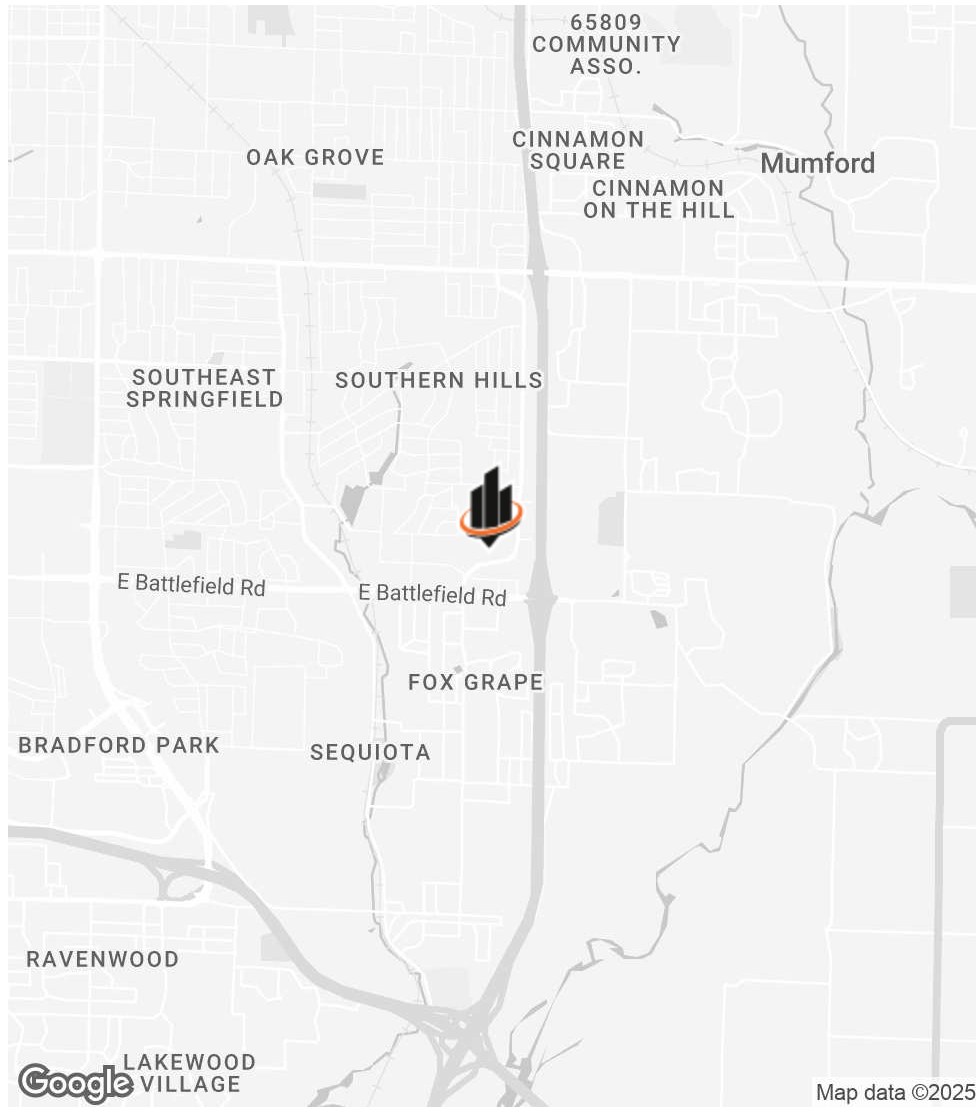 65809
COMMUNITY
ASSO.
CINNAMON
SQUARE
OAK GROVE
Mumford
CINNAMON
ON THE HILL
SOUTHEAST
SPRINGFIELD
SOUTHERN HILLS
E Battlefield Rd
E Battlefield Rd
FOX GRAPE
BRADFORD PARK
SEQUIOTA
RAVENWOOD
LAKEWOOD
VILLAGE
Google
Map data ©2025